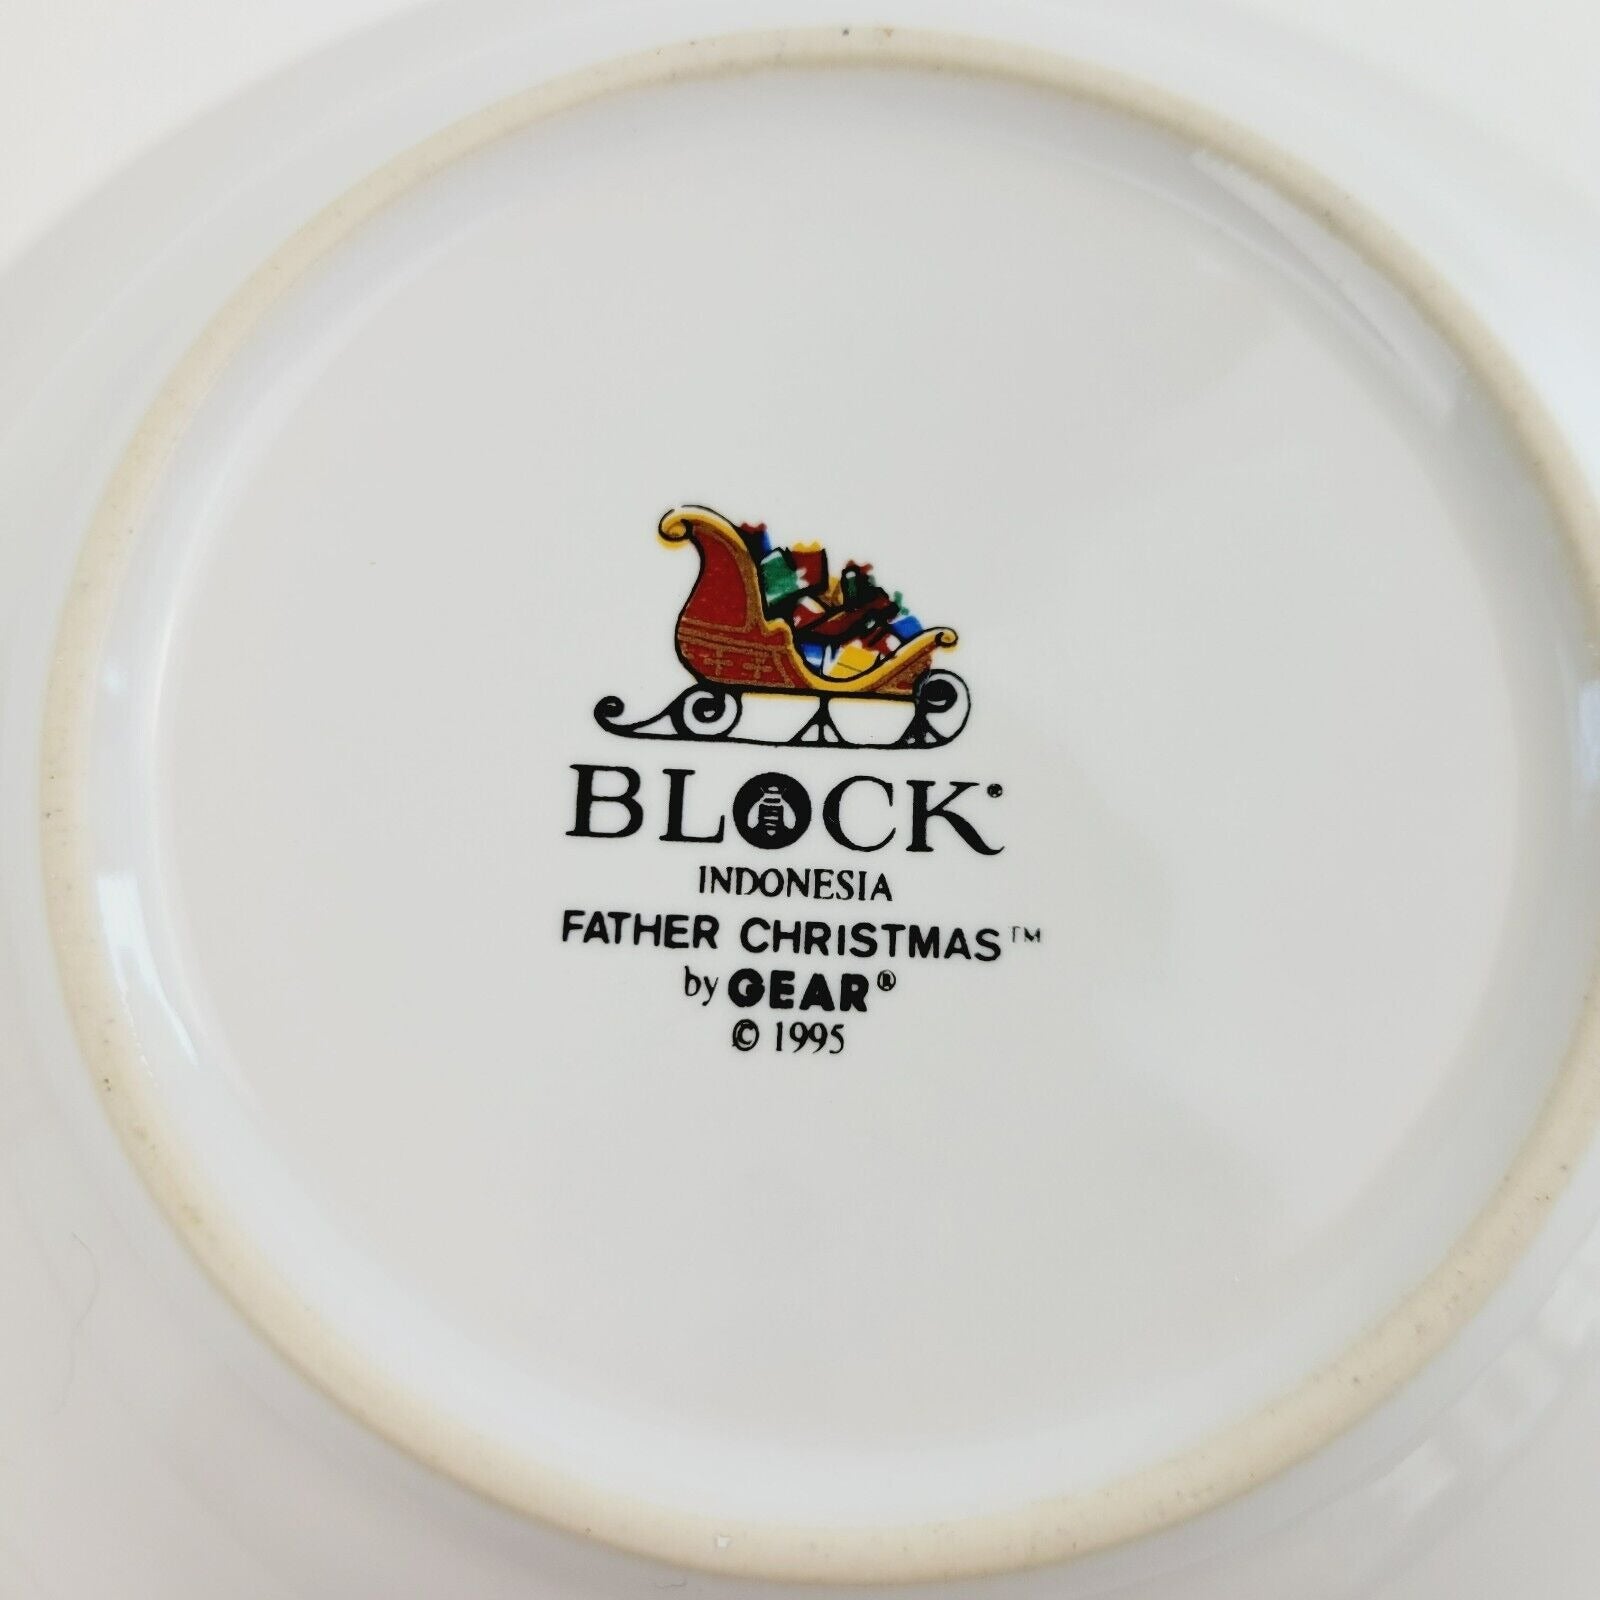 BLOCK®
INDONESIA
FATHER CHRISTMAS™
by GEAR®
© 1995